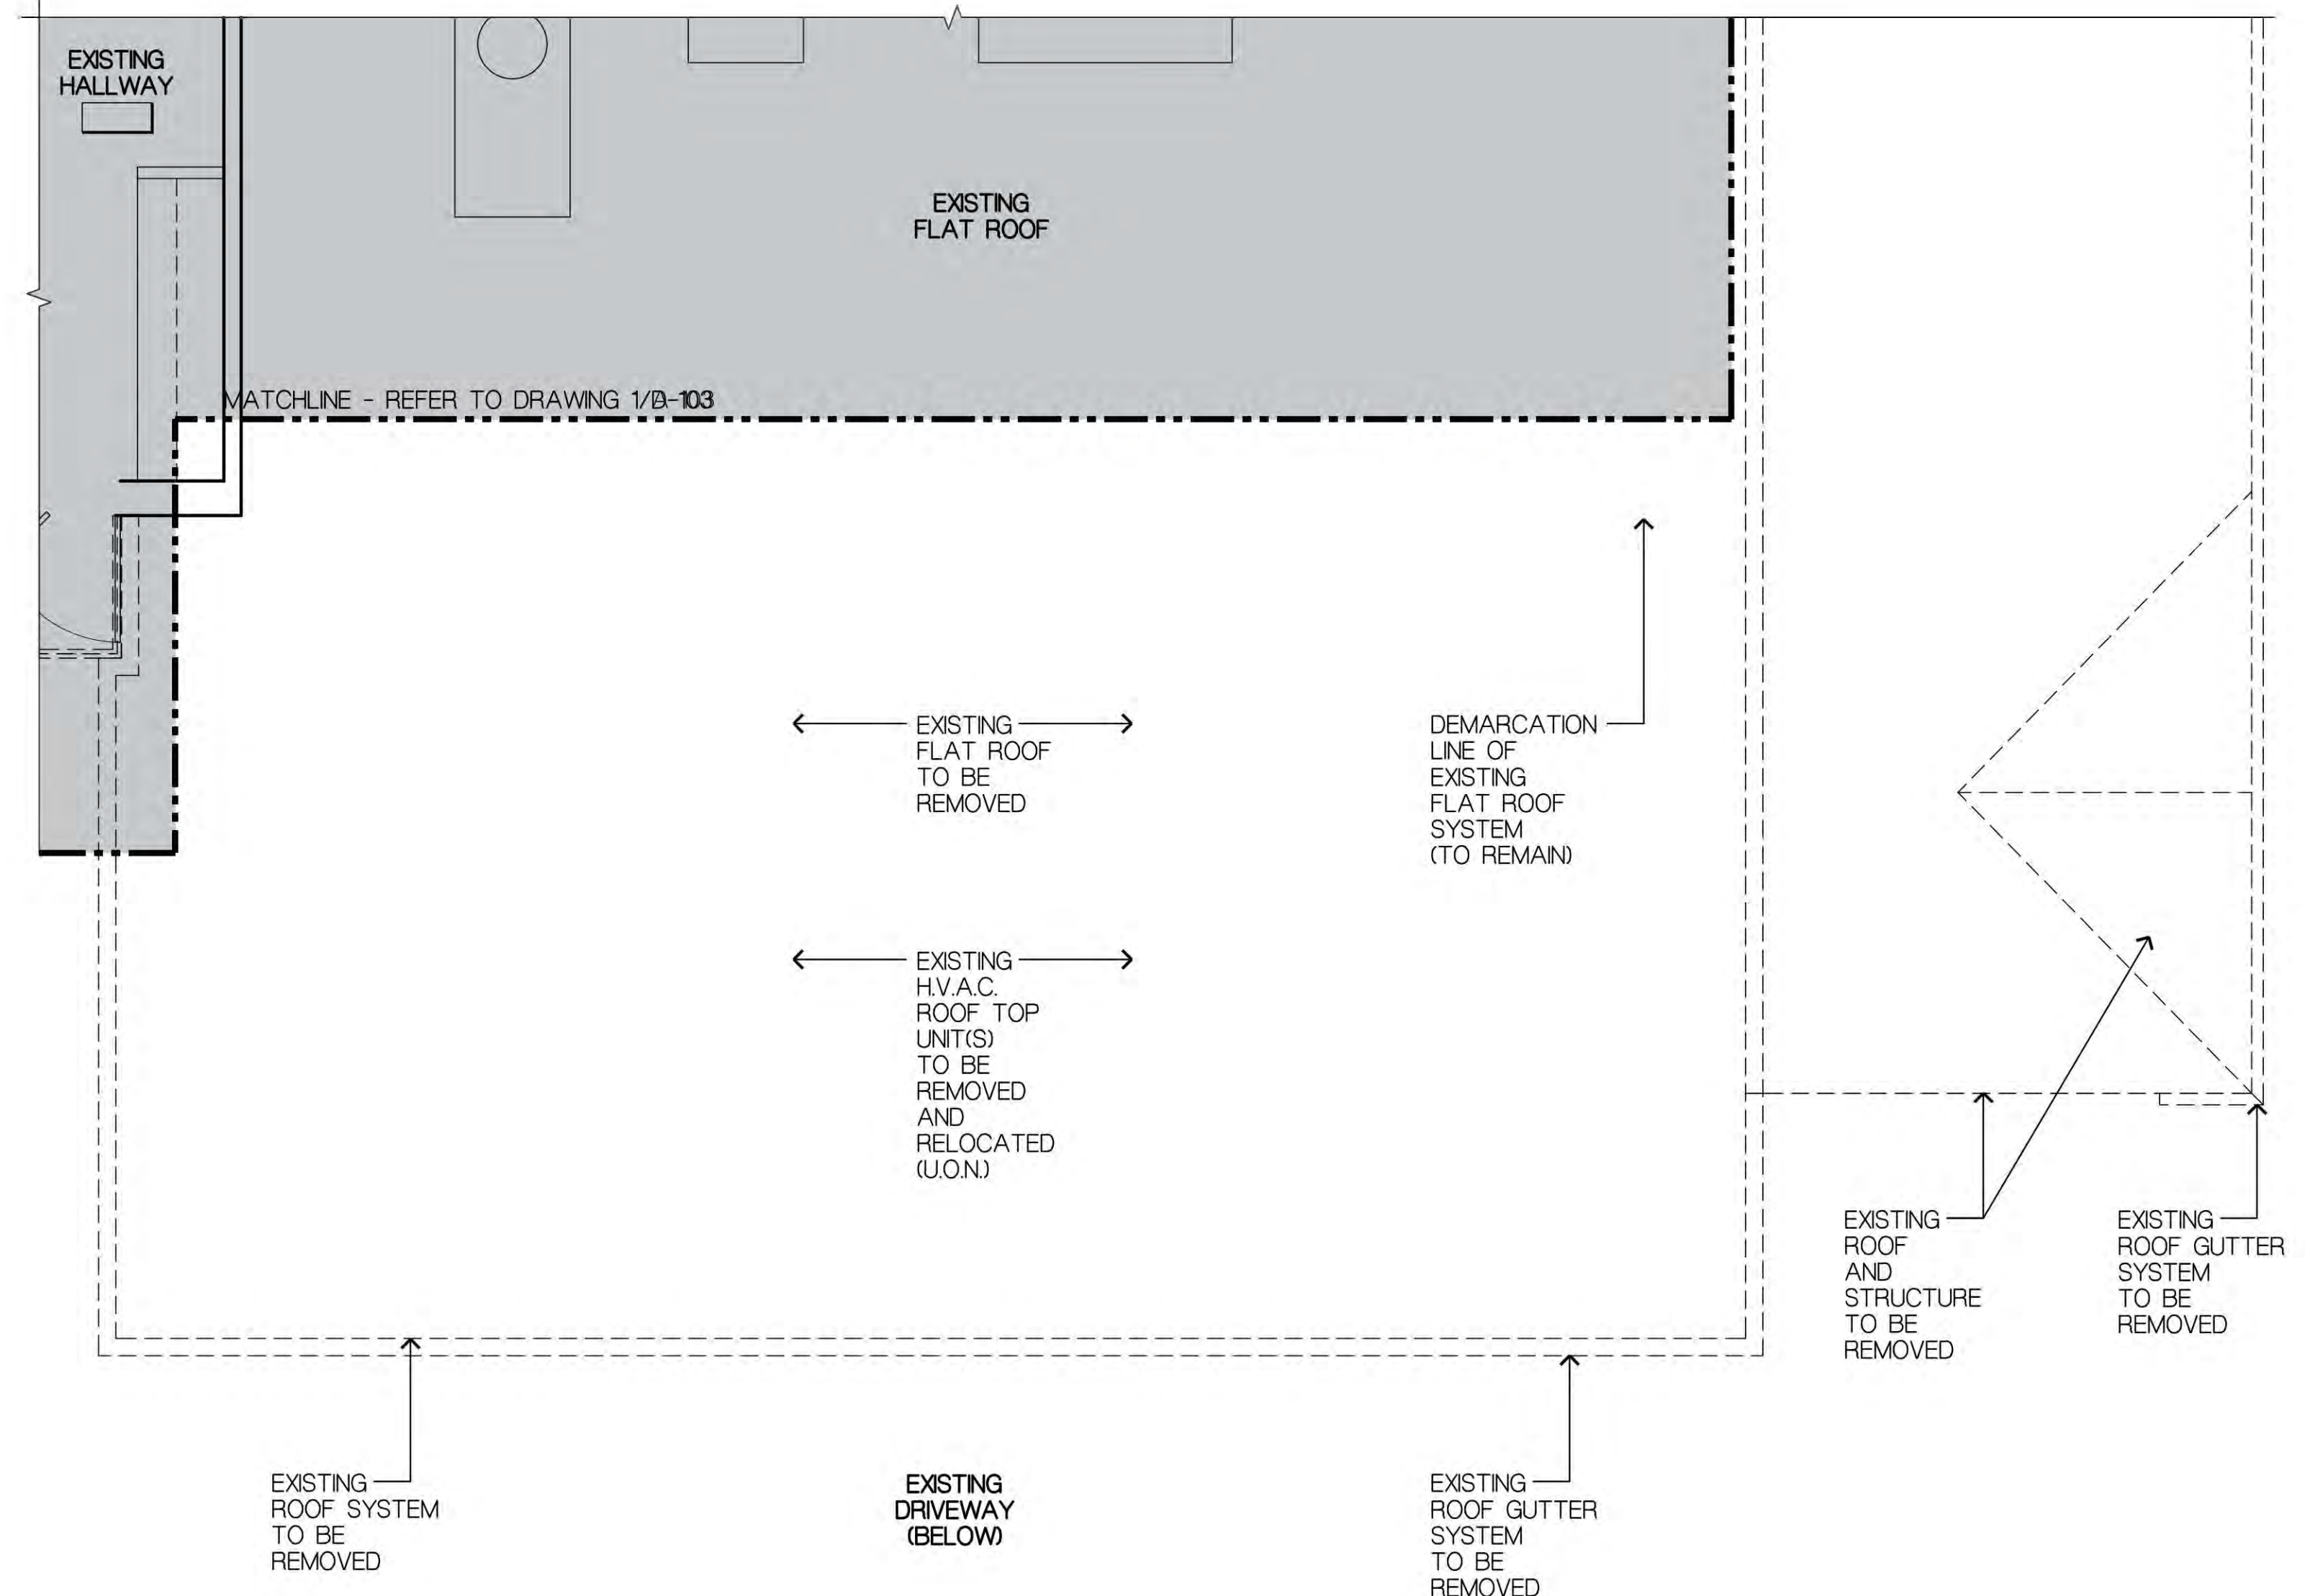 EXISTING
HALLWAY
EXISTING
FLAT ROOF
MATCHLINE - REFER TO DRAWING
EXISTING
FLAT ROOF
TO BE
REMOVED
DEMARCATION
LINE OF
EXISTING
FLAT ROOF
SYSTEM
(TO REMAIN)
EXISTING
H.V.A.C.
ROOF TOP
UNIT(S)
TO BE
REMOVED
AND
RELOCATED
(U.O.N.)
EXISTING
ROOF
AND
STRUCTURE
TO BE
REMOVED
EXISTING
ROOF GUTTER
SYSTEM
TO BE
REMOVED
EXISTING
ROOF SYSTEM
TO BE
REMOVED
EXISTING
DRIVEWAY
(BELOW)
EXISTING
ROOF GUTTER
SYSTEM
TO BE
REMOVED